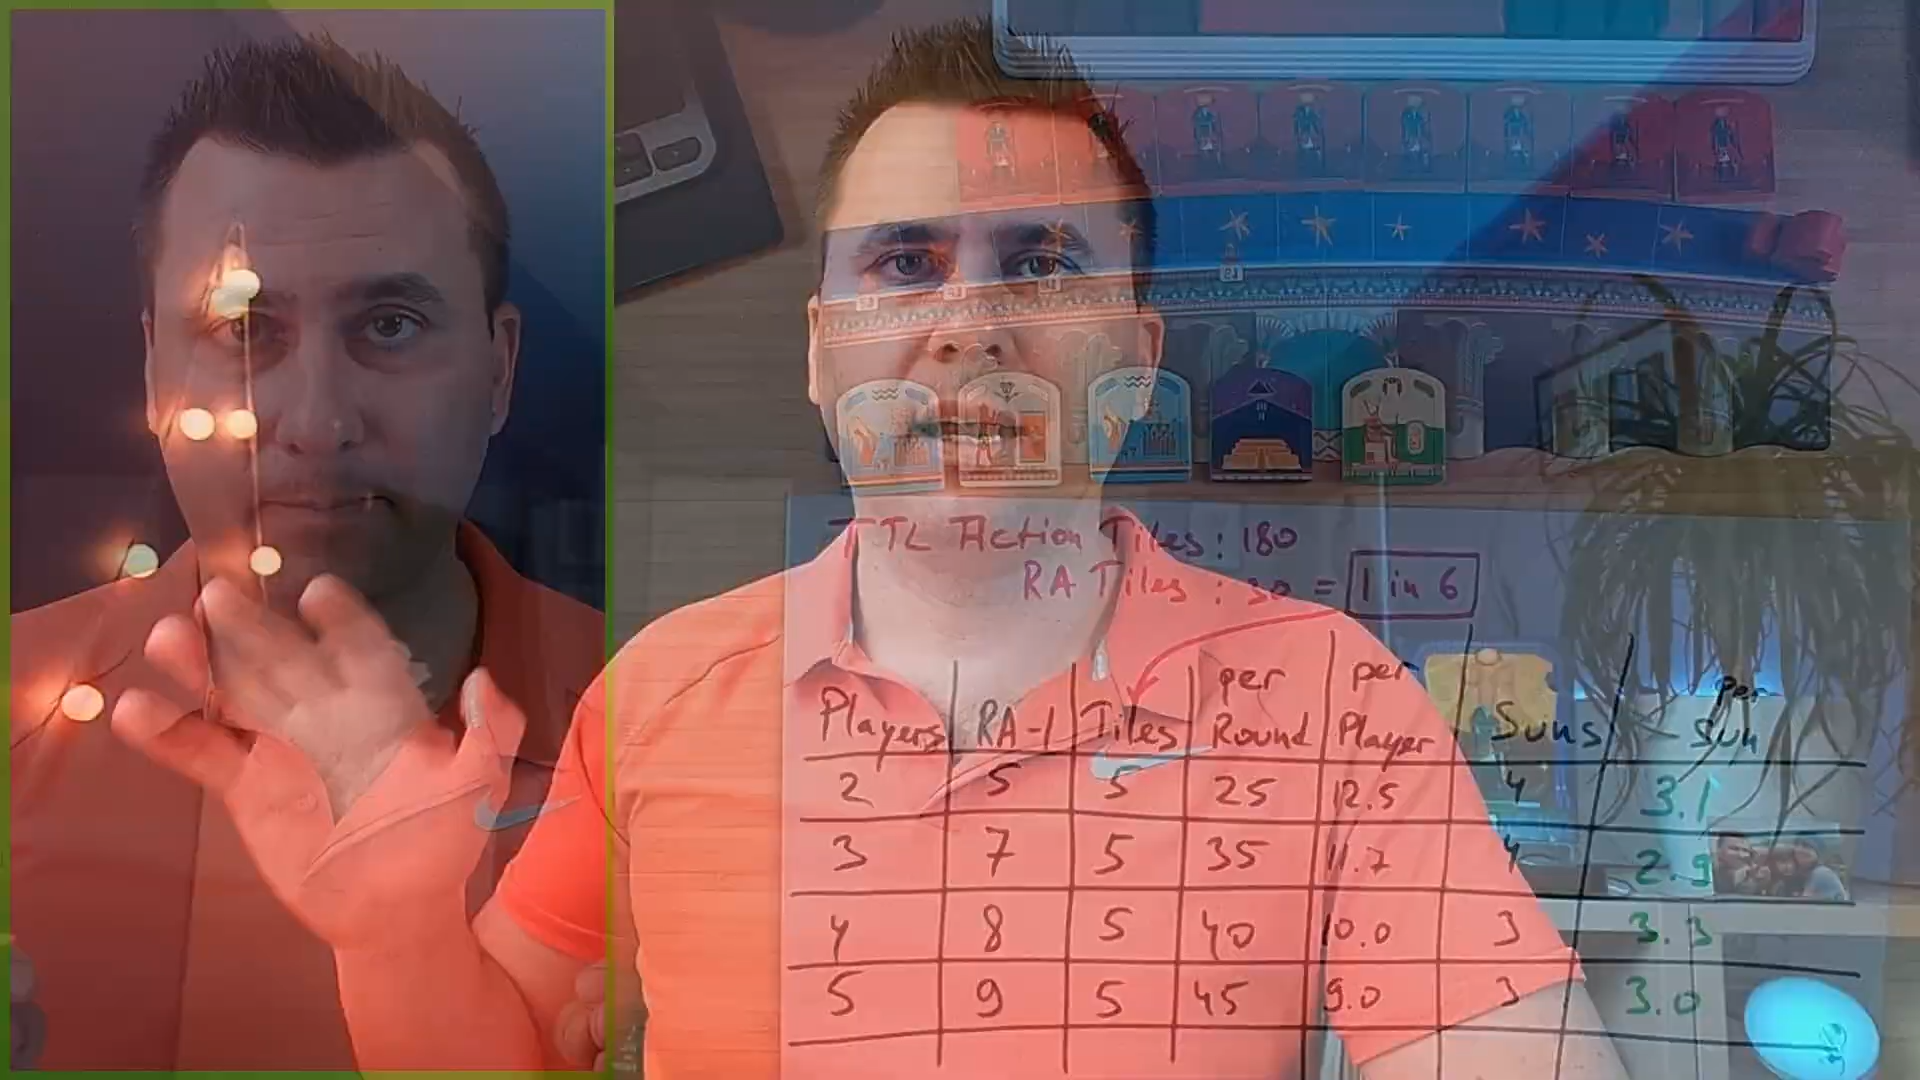 TTL Action Tiles: 180
RA Tiles: 30 = 1 in 6
Players RA-1 Tiles per Round per Player Suns per Sun
2 5 5 25 12.5 4 3.1
3 7 5 35 11.7 4 2.9
4 8 5 40 10.0 3 3.3
5 9 5 45 9.0 3 3.0